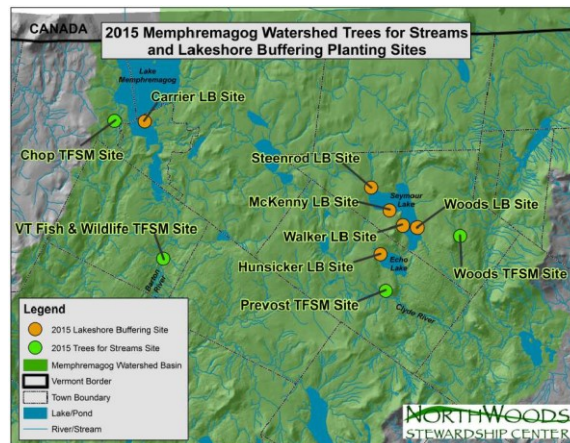 CANADA
2015 Memphremagog Watershed Trees for Streams
and Lakeshore Buffering Planting Sites
Lake
Memphremagog
Carrier LB Site
Chop TFSM Site
Steenrod LB Site
Seymour
Lake
McKenny LB Site
Woods LB Site
Walker LB Site
VT Fish & Wildlife TFSM Site
Hunsicker LB Site
Echo
Lake
Woods TFSM Site
Barton
River
Prevost TFSM Site
Clyde River
Legend
2015 Lakeshore Buffering Site
2015 Trees for Streams Site
Memphremagog Watershed Basin
Vermont Border
Town Boundary
Lake/Pond
River/Stream
NORTHWOODS
STEWARDSHIP CENTER